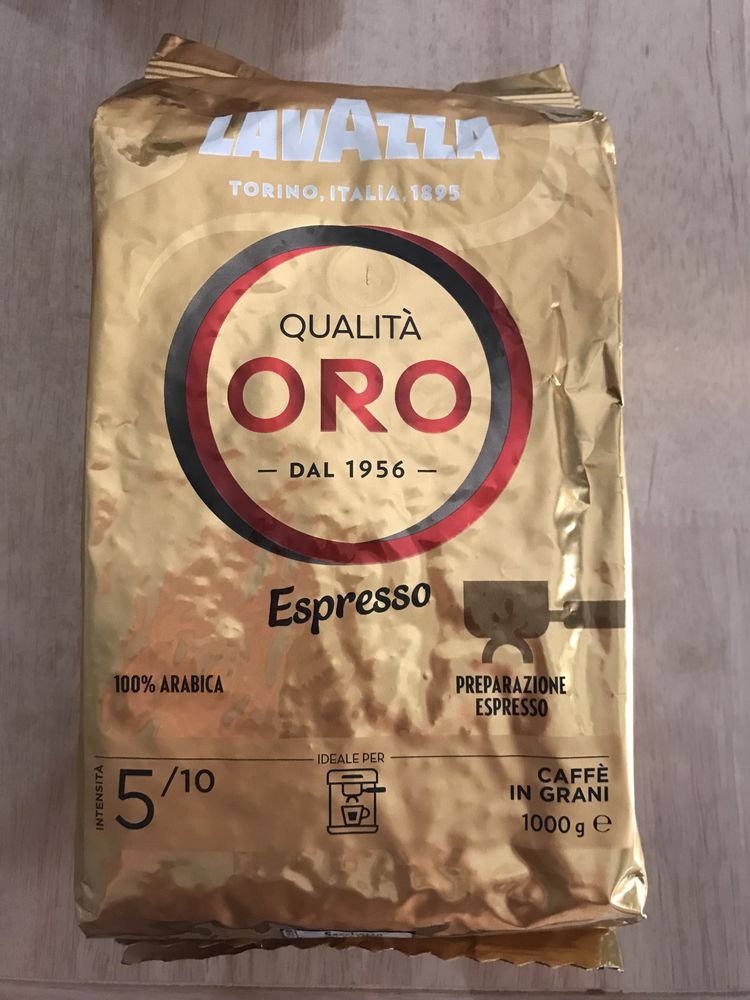 LAVAZZA
TORINO, ITALIA, 1895
QUALITÀ
ORO
— DAL 1956 —
Espresso
100% ARABICA
PREPARAZIONE
ESPRESSO
INTENSITÀ
5/10
IDEALE PER
CAFFÈ
IN GRANI
1000 g e